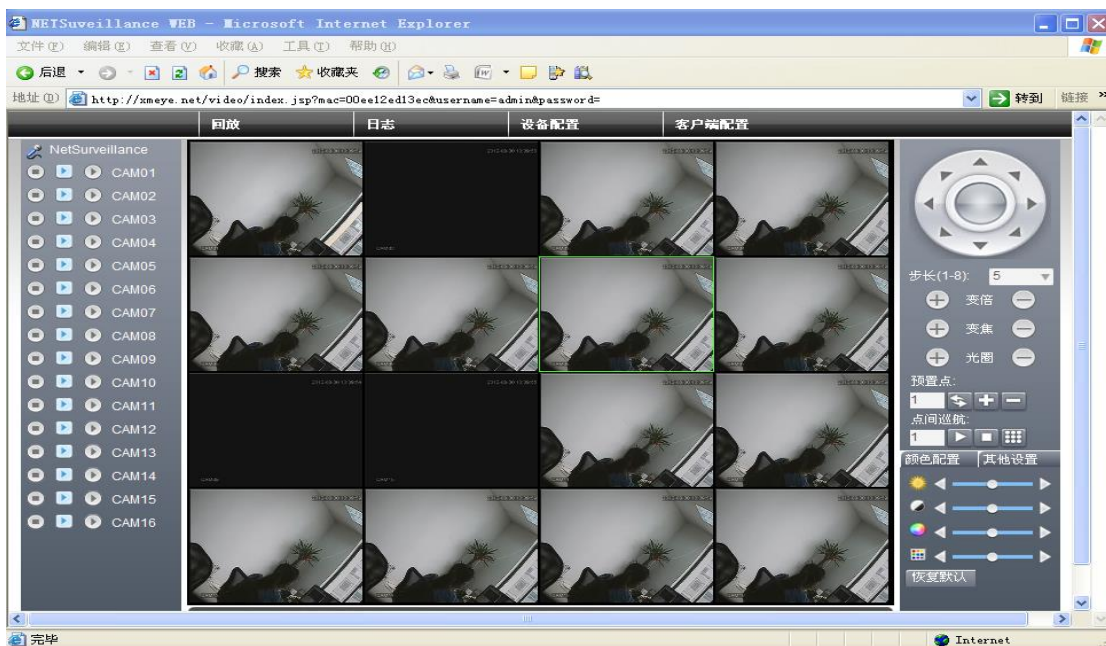 NETSuveillance WEB - Microsoft Internet Explorer
文件(F) 编辑(E) 查看(V) 收藏(A) 工具(T) 帮助(H)
后退 搜索 收藏夹
地址(D) http://xmeye.net/video/index.jsp?mac=00ee12ed13ec&username=admin&password= 转到 链接 »
回放 日志 设备配置 客户端配置
NetSurveillance
CAM01
CAM02
CAM03
CAM04
CAM05
CAM06
CAM07
CAM08
CAM09
CAM10
CAM11
CAM12
CAM13
CAM14
CAM15
CAM16
步长(1-8): 5
变倍
变焦
光圈
预置点:
1
点间巡航:
1
颜色配置 其他设置
恢复默认
完毕 Internet